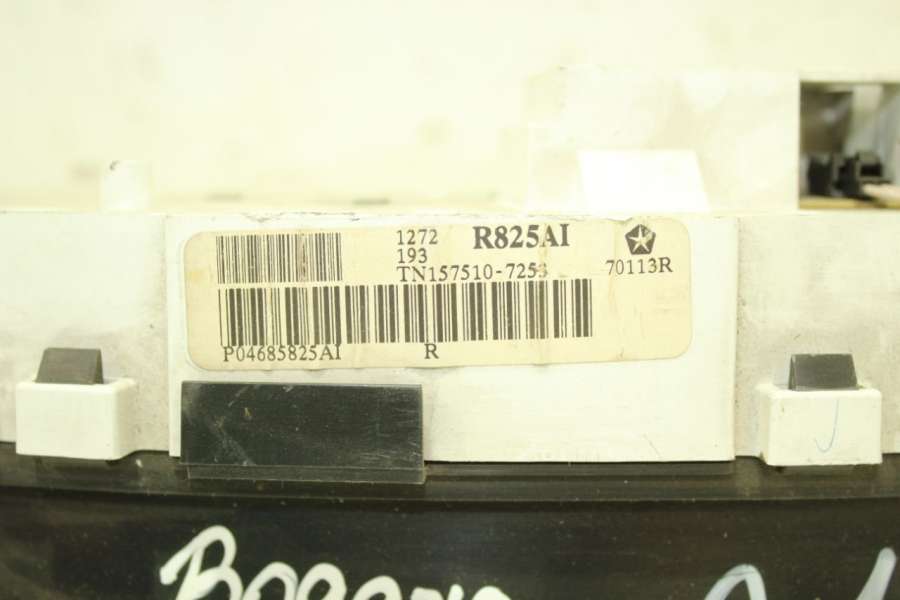 1272 R825AI
193
TN157510-7253 70113R
P04685825AI R